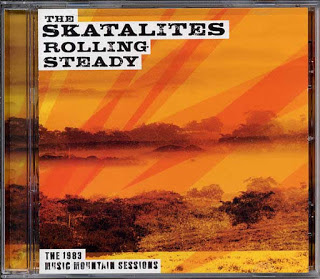 THE
SKATALITES
ROLLING
STEADY
THE 1983
MUSIC MOUNTAIN SESSIONS